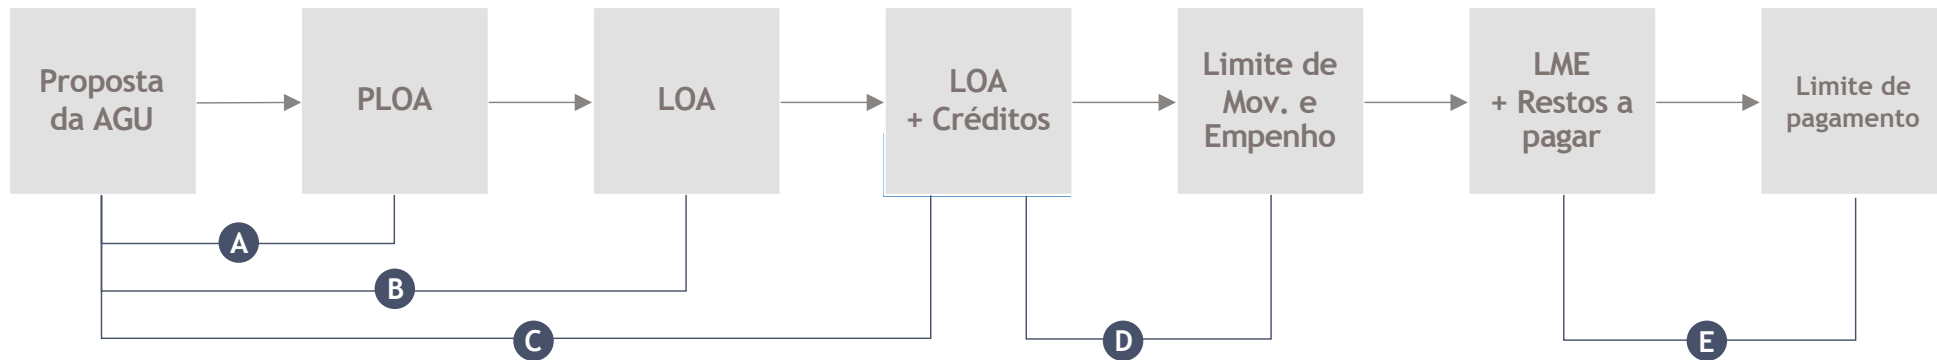 Proposta
da AGU
PLOA
LOA
LOA
+ Créditos
Limite de
Mov. e
Empenho
LME
+ Restos a
pagar
Limite de
pagamento
A
B
C
D
E